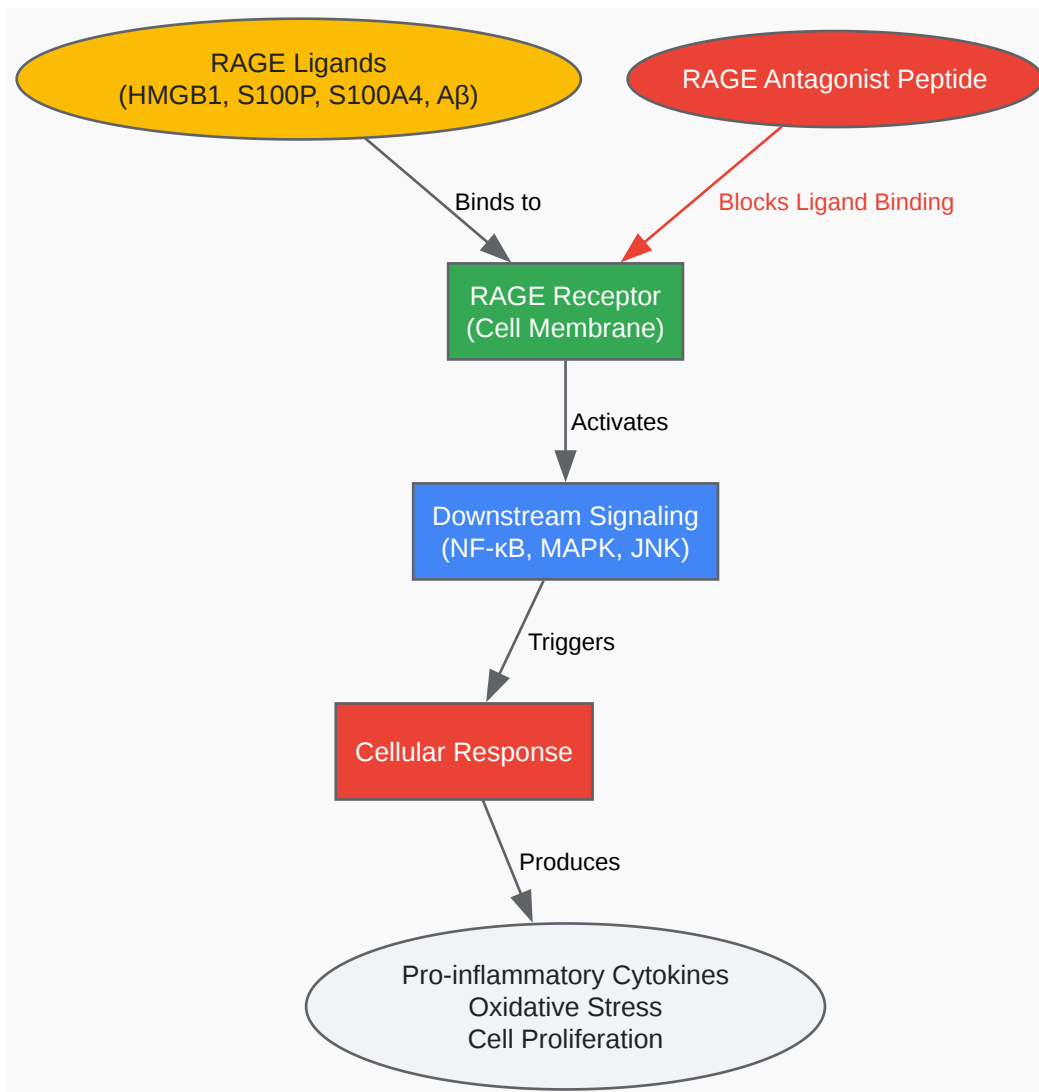 RAGE Ligands
(HMGB1, S100P, S100A4, Aβ)
RAGE Antagonist Peptide
Binds to
Blocks Ligand Binding
RAGE Receptor
(Cell Membrane)
Activates
Downstream Signaling
(NF-κB, MAPK, JNK)
Triggers
Cellular Response
Produces
Pro-inflammatory Cytokines
Oxidative Stress
Cell Proliferation